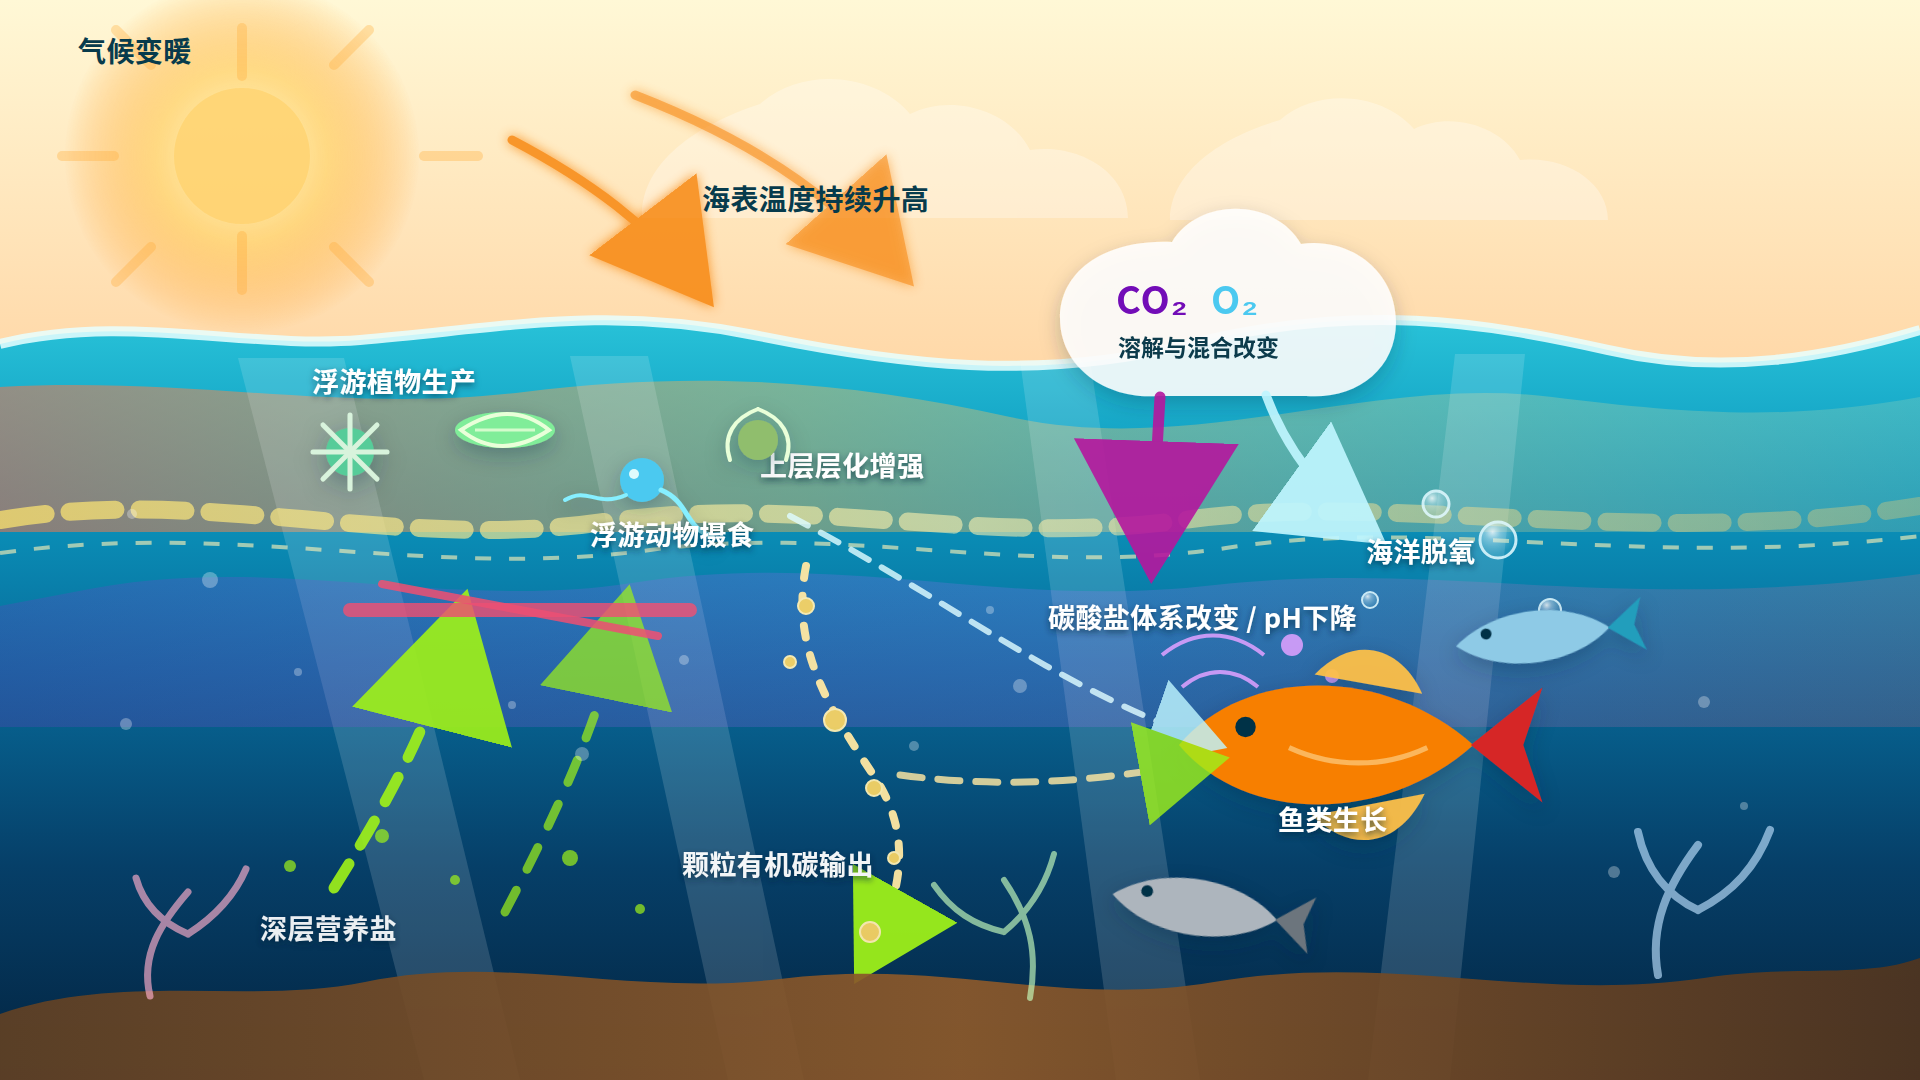 气候变暖
海表温度持续升高
CO₂ O₂
溶解与混合改变
浮游植物生产
上层层化增强
浮游动物摄食
海洋脱氧
碳酸盐体系改变 / pH下降
鱼类生长
颗粒有机碳输出
深层营养盐